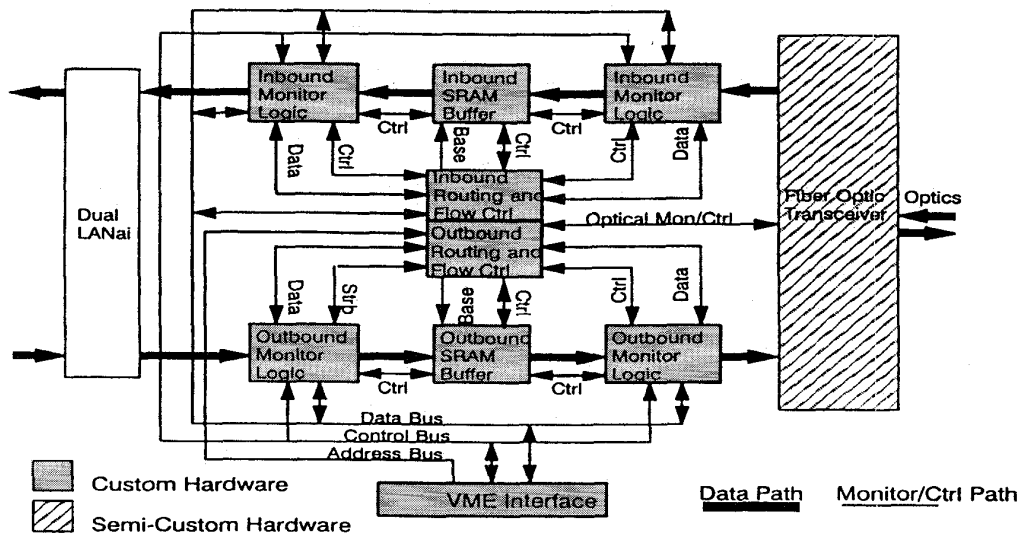 Inbound
Monitor
Logic
Inbound
SRAM
Buffer
Inbound
Monitor
Logic
Ctrl
Ctrl
Data
Ctrl
Base
Ctrl
Ctrl
Data
Dual
LANai
Inbound
Routing and
Flow Ctrl
Outbound
Routing and
Flow Ctrl
Optical Mon/Ctrl
Fiber Optic
Transceiver
Optics
Data
Strb
Base
Ctrl
Ctrl
Data
Outbound
Monitor
Logic
Outbound
SRAM
Buffer
Outbound
Monitor
Logic
Ctrl
Ctrl
Data Bus
Control Bus
Address Bus
VME Interface
Custom Hardware
Semi-Custom Hardware
Data Path
Monitor/Ctrl Path